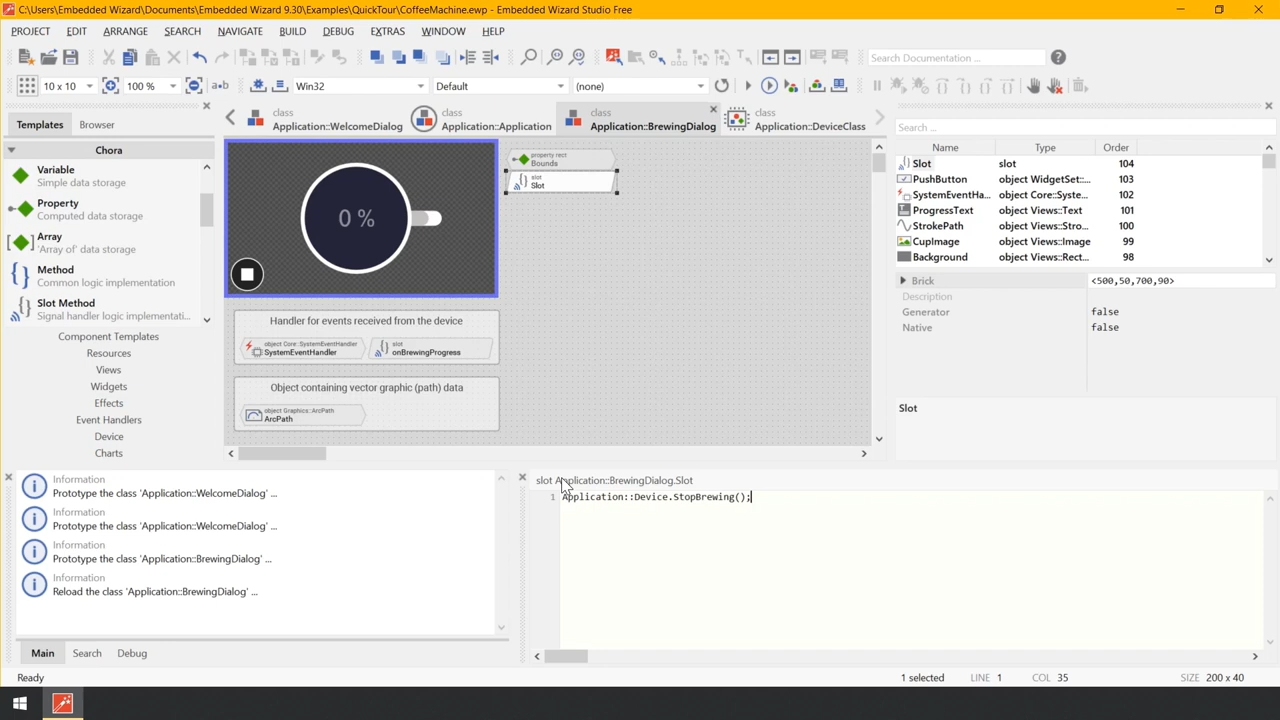 C:\Users\Embedded Wizard\Documents\Embedded Wizard 9.30\Examples\QuickTour\CoffeeMachine.ewp - Embedded Wizard Studio Free
PROJECT EDIT ARRANGE SEARCH NAVIGATE BUILD DEBUG EXTRAS WINDOW HELP
Search Documentation ...
10 x 10 100 % a↔b Win32 Default (none)
Templates Browser
class Application::WelcomeDialog
class Application::Application
class Application::BrewingDialog
class Application::DeviceClass
Chora
Variable
Simple data storage
Property
Computed data storage
Array
'Array of' data storage
Method
Common logic implementation
Slot Method
Signal handler logic implementati...
Component Templates
Resources
Views
Widgets
Effects
Event Handlers
Device
Charts
0 %
property rect
Bounds
slot
Slot
Handler for events received from the device
object Core::SystemEventHandler
SystemEventHandler
slot
onBrewingProgress
Object containing vector graphic (path) data
object Graphics::ArcPath
ArcPath
Search ...
Name Type Order
Slot slot 104
PushButton object WidgetSet::... 103
SystemEventHa... object Core::Syste... 102
ProgressText object Views::Text 101
StrokePath object Views::Stro... 100
CupImage object Views::Image 99
Background object Views::Rect... 98
Brick <500,50,700,90>
Description
Generator false
Native false
Slot
Information
Prototype the class 'Application::WelcomeDialog' ...
Information
Prototype the class 'Application::WelcomeDialog' ...
Information
Prototype the class 'Application::BrewingDialog' ...
Information
Reload the class 'Application::BrewingDialog' ...
Main Search Debug
slot Application::BrewingDialog.Slot
1 Application::Device.StopBrewing();
Ready 1 selected LINE 1 COL 35 SIZE 200 x 40